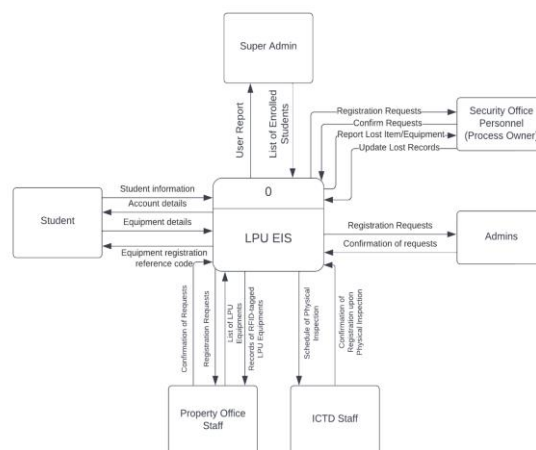 Super Admin
User Report
List of Enrolled
Students
Registration Requests
Confirm Requests
Report Lost Item/Equipment
Update Lost Records
Security Office
Personnel
(Process Owner)
Student
Student information
Account details
Equipment details
Equipment registration
reference code
0
LPU EIS
Registration Requests
Confirmation of requests
Admins
Confirmation of Requests
Registration Requests
List of LPU
Equipments
Records of RFID-tagged
LPU Equipments
Schedule of Physical
Inspection
Confirmation of
Registration upon
Physical Inspection
Property Office
Staff
ICTD Staff